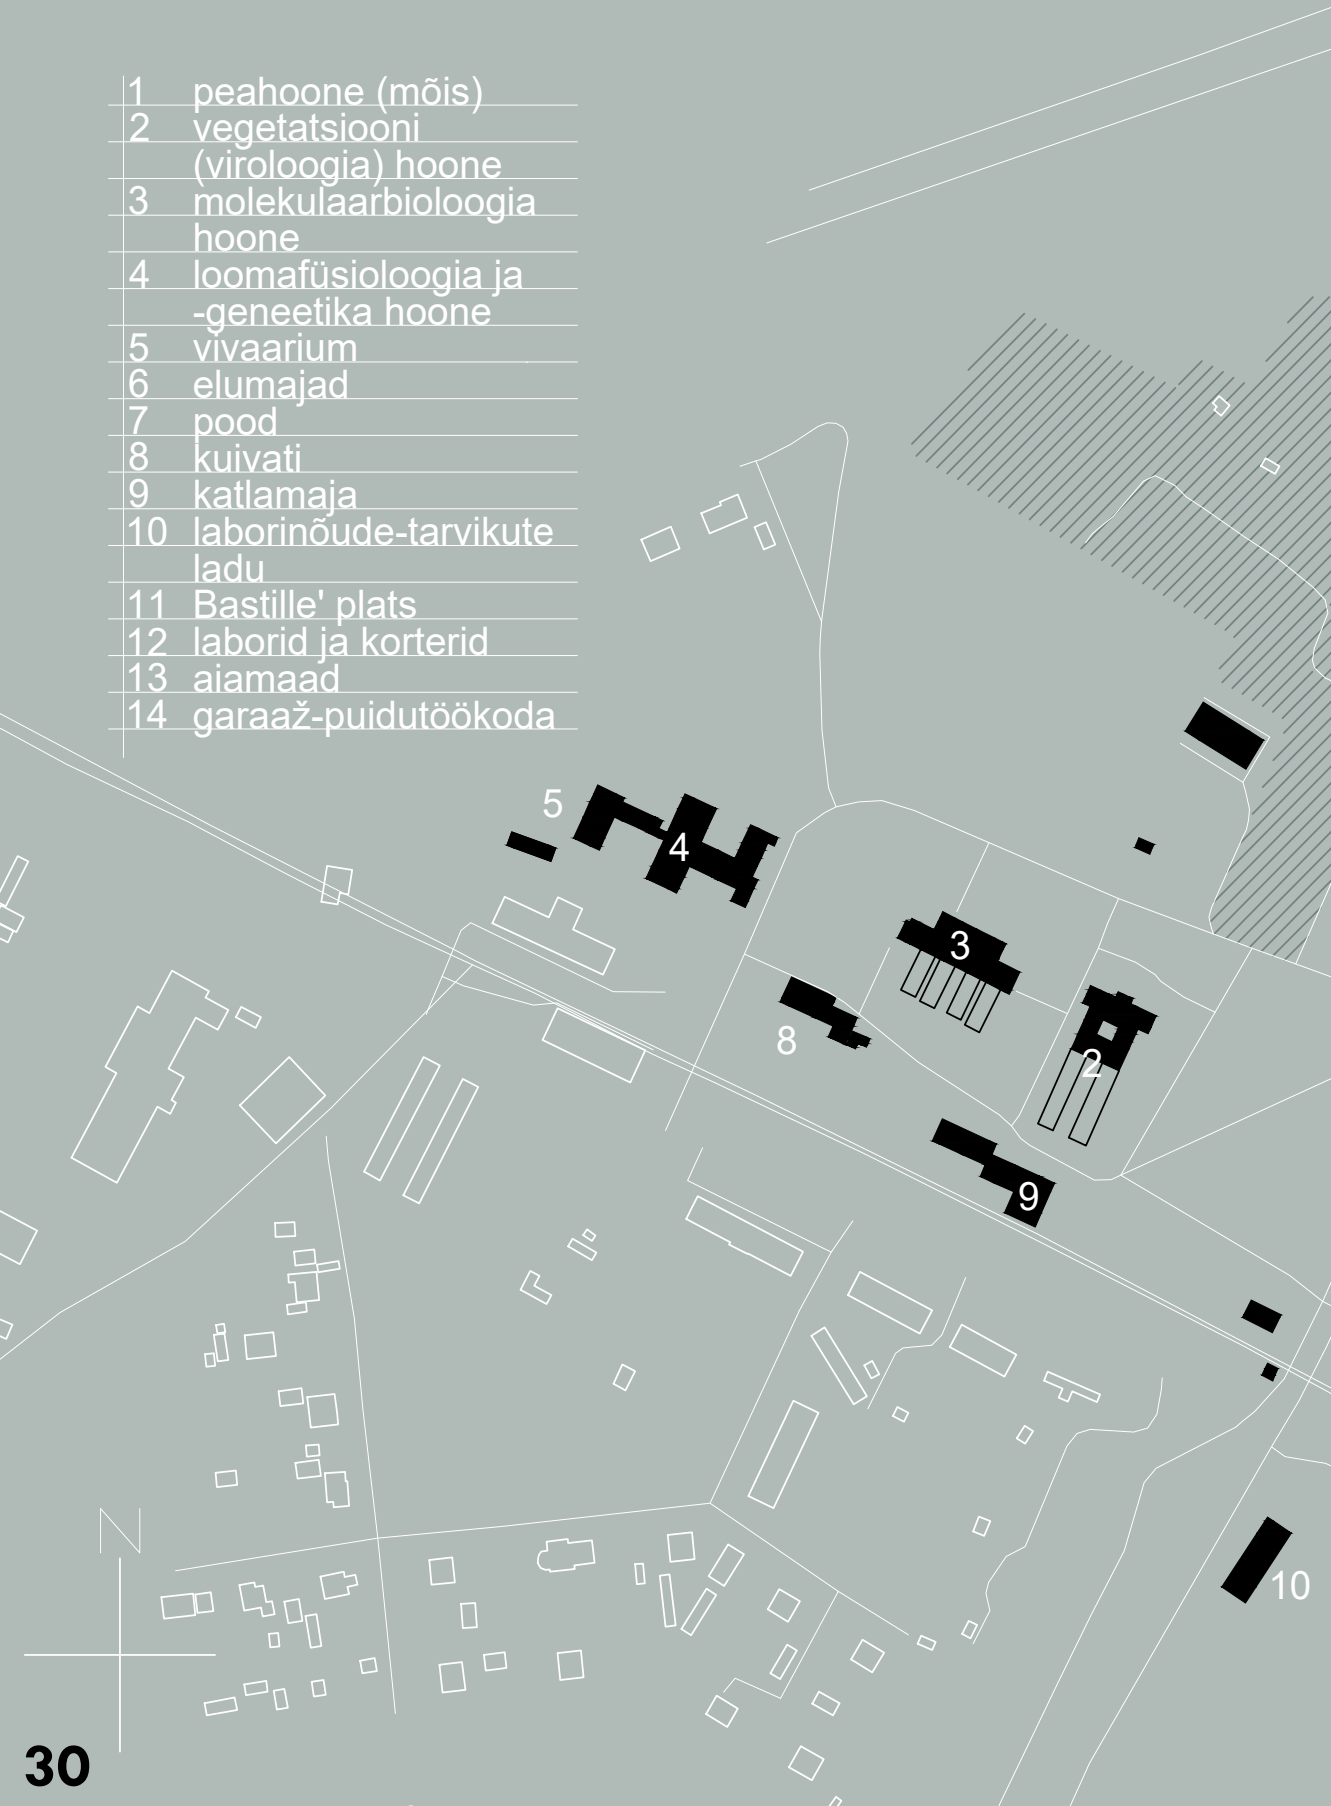 1 peahoone (mõis)
2 vegetatsiooni
(viroloogia) hoone
3 molekulaarbioloogia
hoone
4 loomafüsioloogia ja
-geneetika hoone
5 vivaarium
6 elumajad
7 pood
8 kuivati
9 katlamaja
10 laborinõude-tarvikute
ladu
11 Bastille' plats
12 laborid ja korterid
13 aiamaad
14 garaaž-puidutöökoda
5
4
3
8
2
9
10
N
30